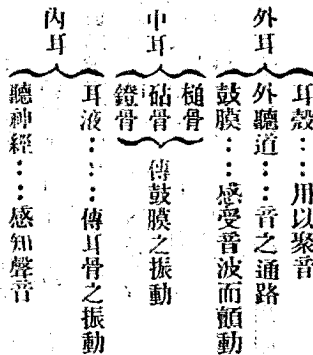 外耳
耳殼……用以聚音
外聽道……音之通路
鼓膜……感受音波而顫動
中耳
槌骨
砧骨
鐙骨
傳鼓膜之振動
內耳
耳液……傳耳骨之振動
聽神經……感知聲音